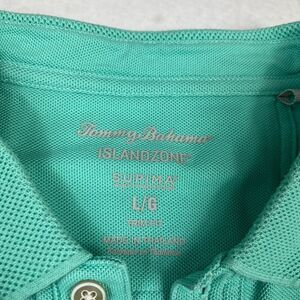 Tommy Bahama®
ISLANDZONE®
SUPIMA®
L/G
MADE IN THAILAND